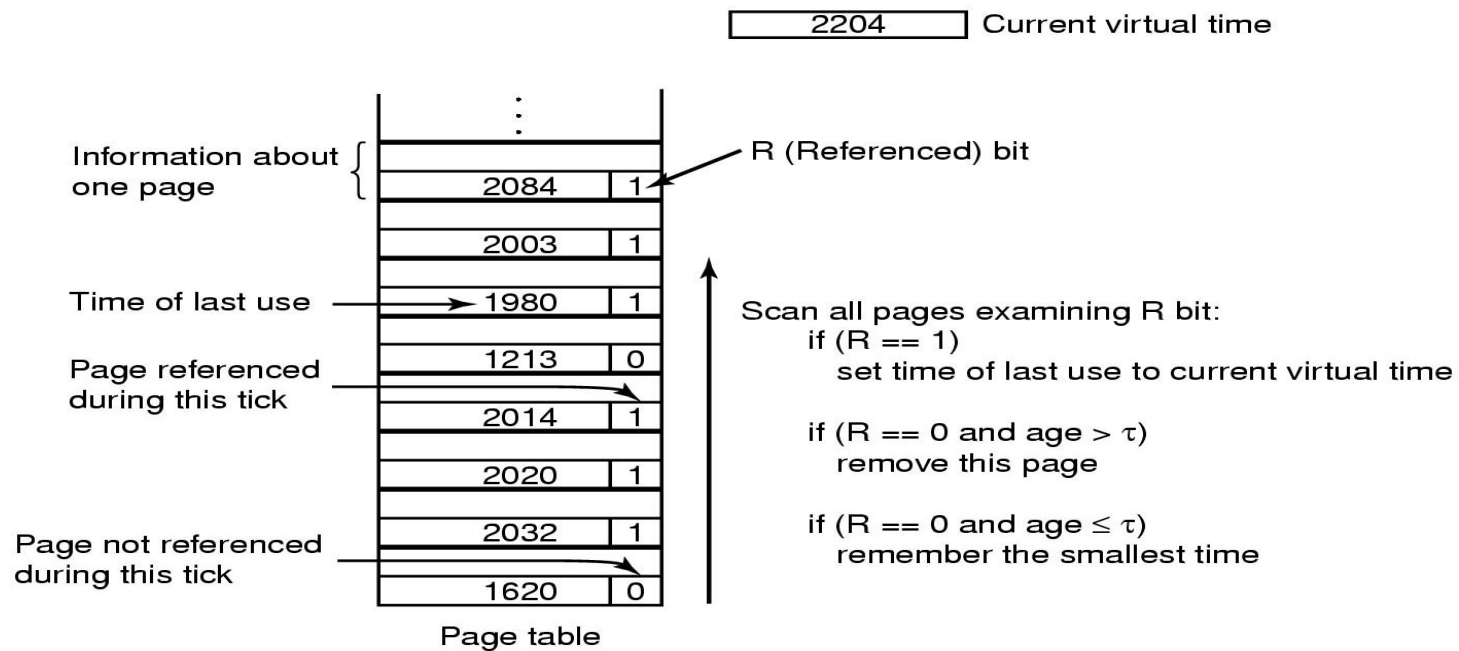 2204 Current virtual time
Information about
one page
R (Referenced) bit
2084 1
2003 1
Time of last use
1980 1
1213 0
Page referenced
during this tick
2014 1
2020 1
2032 1
Page not referenced
during this tick
1620 0
Page table
Scan all pages examining R bit:
if (R == 1)
set time of last use to current virtual time
if (R == 0 and age > τ)
remove this page
if (R == 0 and age ≤ τ)
remember the smallest time